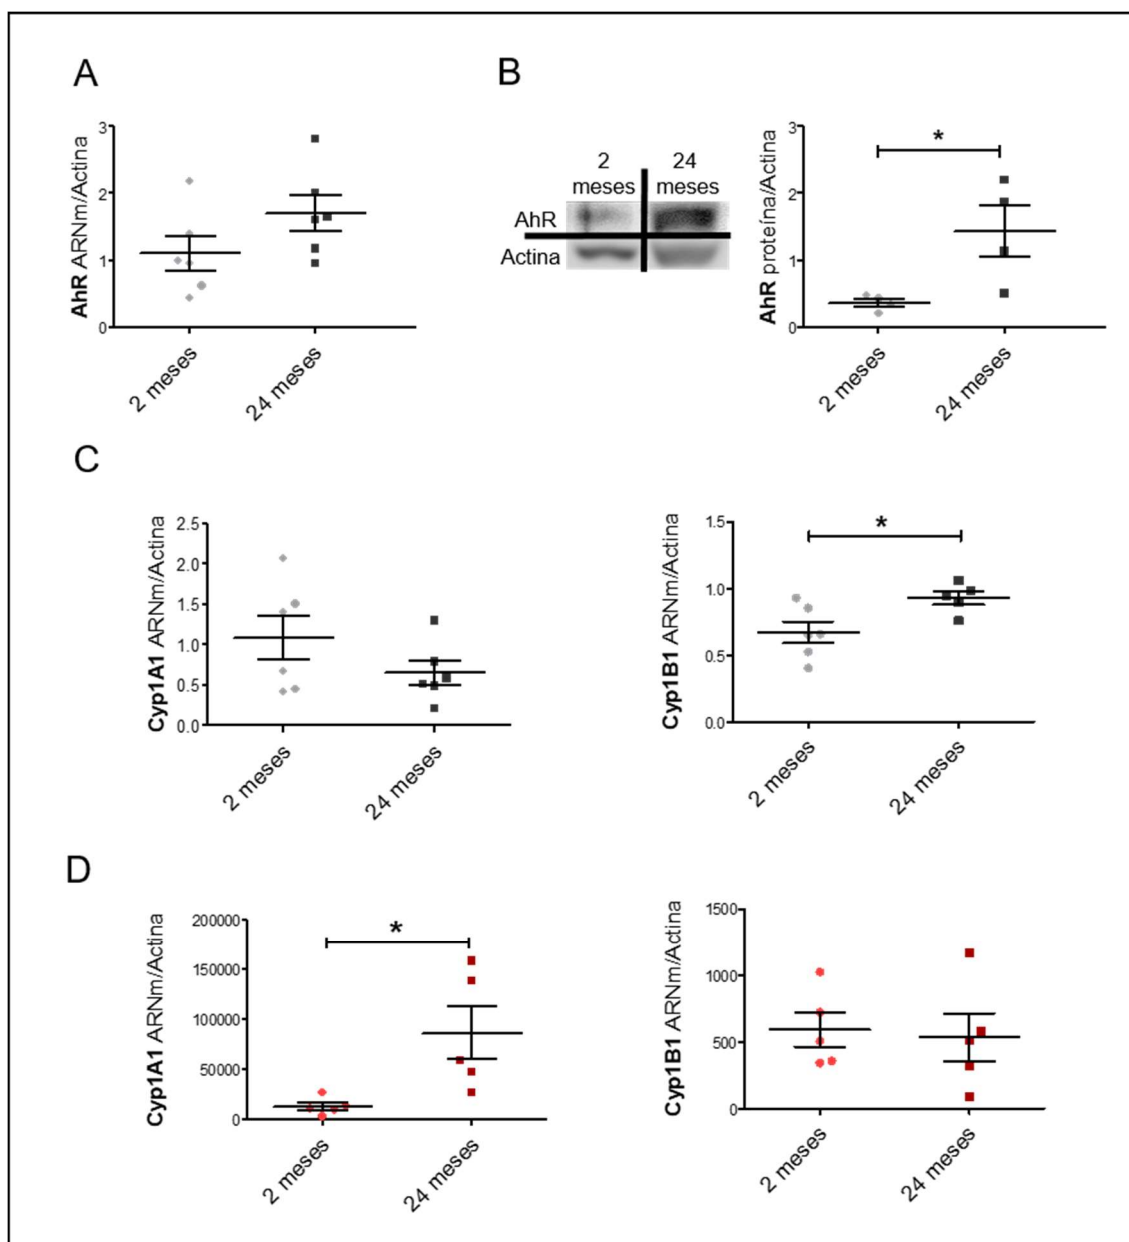 A
AhR ARNm/Actina
3
2
1
0
2 meses
24 meses
B
2
meses
24
meses
AhR
Actina
AhR proteína/Actina
3
2
1
0
*
2 meses
24 meses
C
Cyp1A1 ARNm/Actina
2.5
2.0
1.5
1.0
0.5
0.0
2 meses
24 meses
Cyp1B1 ARNm/Actina
1.5
1.0
0.5
0.0
*
2 meses
24 meses
D
Cyp1A1 ARNm/Actina
200000
150000
100000
50000
0
*
2 meses
24 meses
Cyp1B1 ARNm/Actina
1500
1000
500
0
2 meses
24 meses